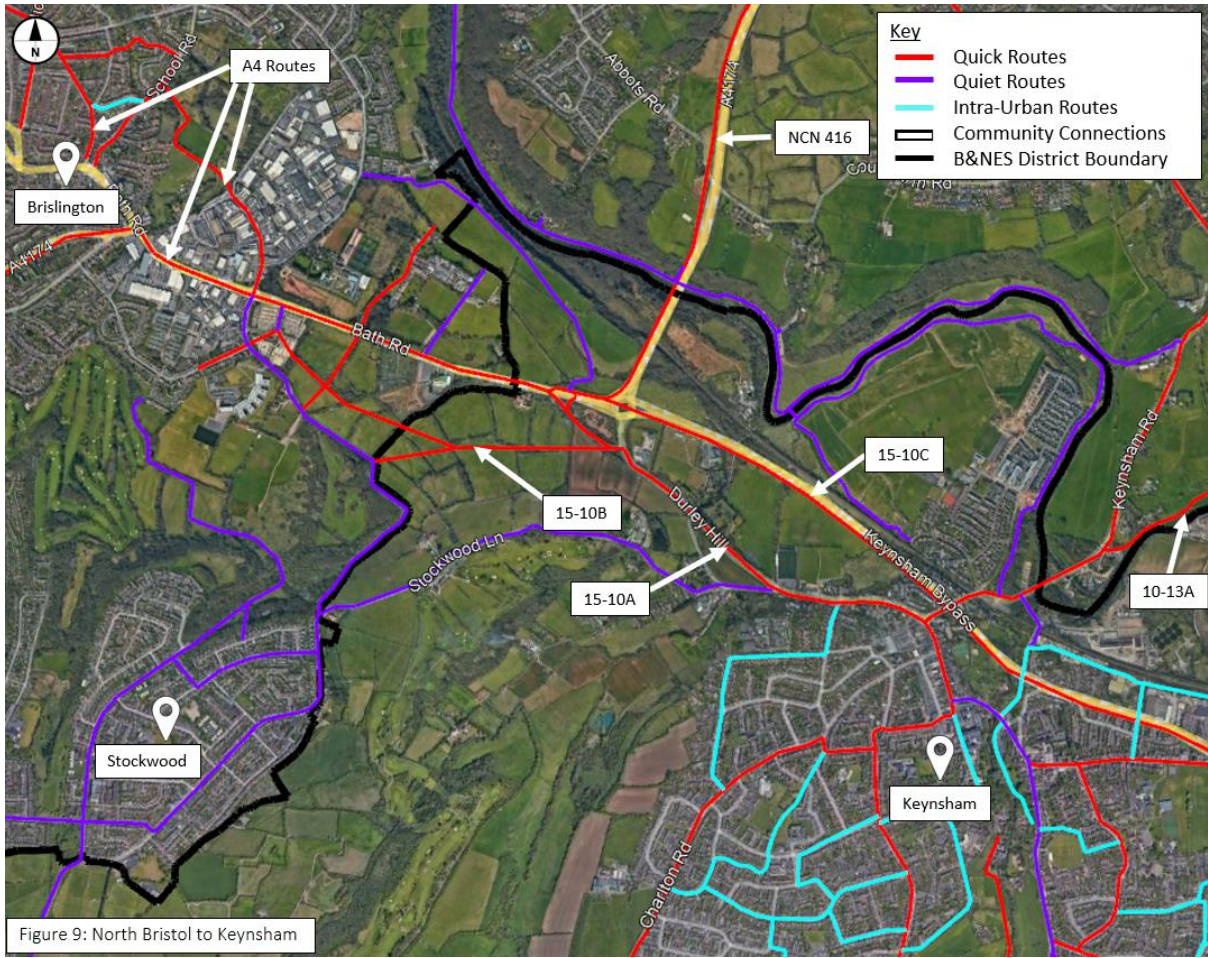 N
A4 Routes
School Rd
Brislington
A4174
Bath Rd
Stockwood Ln
15-10B
15-10A
Durley Hill
Abbots Rd
A4174
NCN 416
Key
Quick Routes
Quiet Routes
Intra-Urban Routes
Community Connections
B&NES District Boundary
15-10C
Keynsham Bypass
Keynsham Rd
10-13A
Stockwood
Keynsham
Charlton Rd
Figure 9: North Bristol to Keynsham